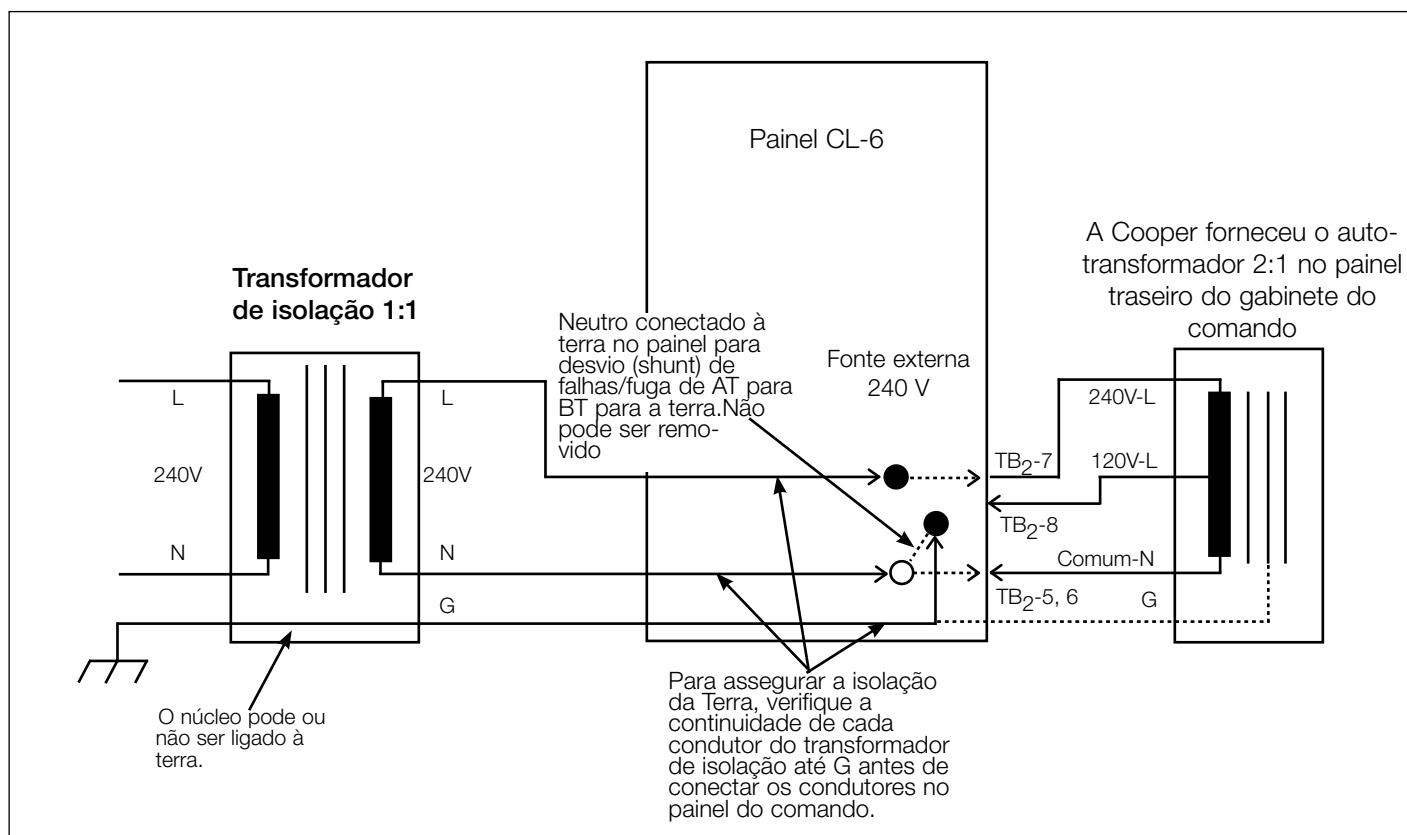 Painel CL-6
A Cooper forneceu o auto-
transformador 2:1 no painel
traseiro do gabinete do
comando
Transformador
de isolação 1:1
Neutro conectado à
terra no painel para
desvio (shunt) de
falhas/fuga de AT para
BT para a terra.Não
pode ser remo-
vido
Fonte externa
240 V
L
L
240V-L
240V
240V
TB2-7
120V-L
TB2-8
N
N
Comum-N
G
TB2-5, 6
G
O núcleo pode ou
não ser ligado à
terra.
Para assegurar a isolação
da Terra, verifique a
continuidade de cada
condutor do transformador
de isolação até G antes de
conectar os condutores no
painel do comando.